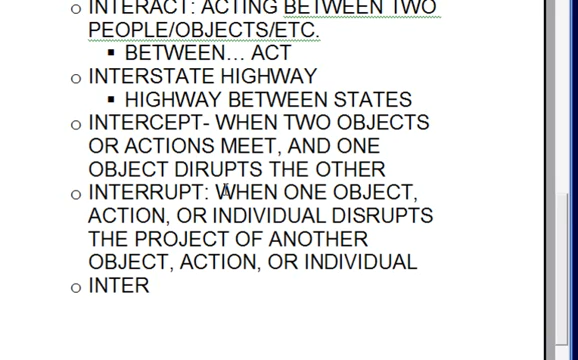 ○ INTERACT: ACTING BETWEEN TWO
PEOPLE/OBJECTS/ETC.
▪ BETWEEN... ACT
○ INTERSTATE HIGHWAY
▪ HIGHWAY BETWEEN STATES
○ INTERCEPT- WHEN TWO OBJECTS
OR ACTIONS MEET, AND ONE
OBJECT DIRUPTS THE OTHER
○ INTERRUPT: WHEN ONE OBJECT,
ACTION, OR INDIVIDUAL DISRUPTS
THE PROJECT OF ANOTHER
OBJECT, ACTION, OR INDIVIDUAL
○ INTER